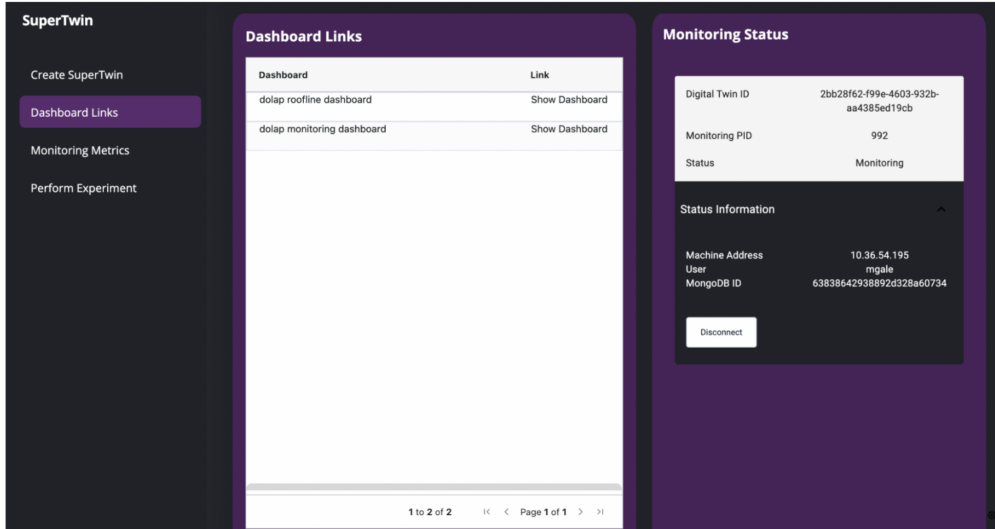 SuperTwin
Create SuperTwin
Dashboard Links
Monitoring Metrics
Perform Experiment
Dashboard Links
Dashboard Link
dolap roofline dashboard Show Dashboard
dolap monitoring dashboard Show Dashboard
1 to 2 of 2 Page 1 of 1
Monitoring Status
Digital Twin ID 2bb28f62-f99e-4603-932b-
aa4385ed19cb
Monitoring PID 992
Status Monitoring
Status Information
Machine Address 10.36.54.195
User mgale
MongoDB ID 63838642938892d328a60734
Disconnect